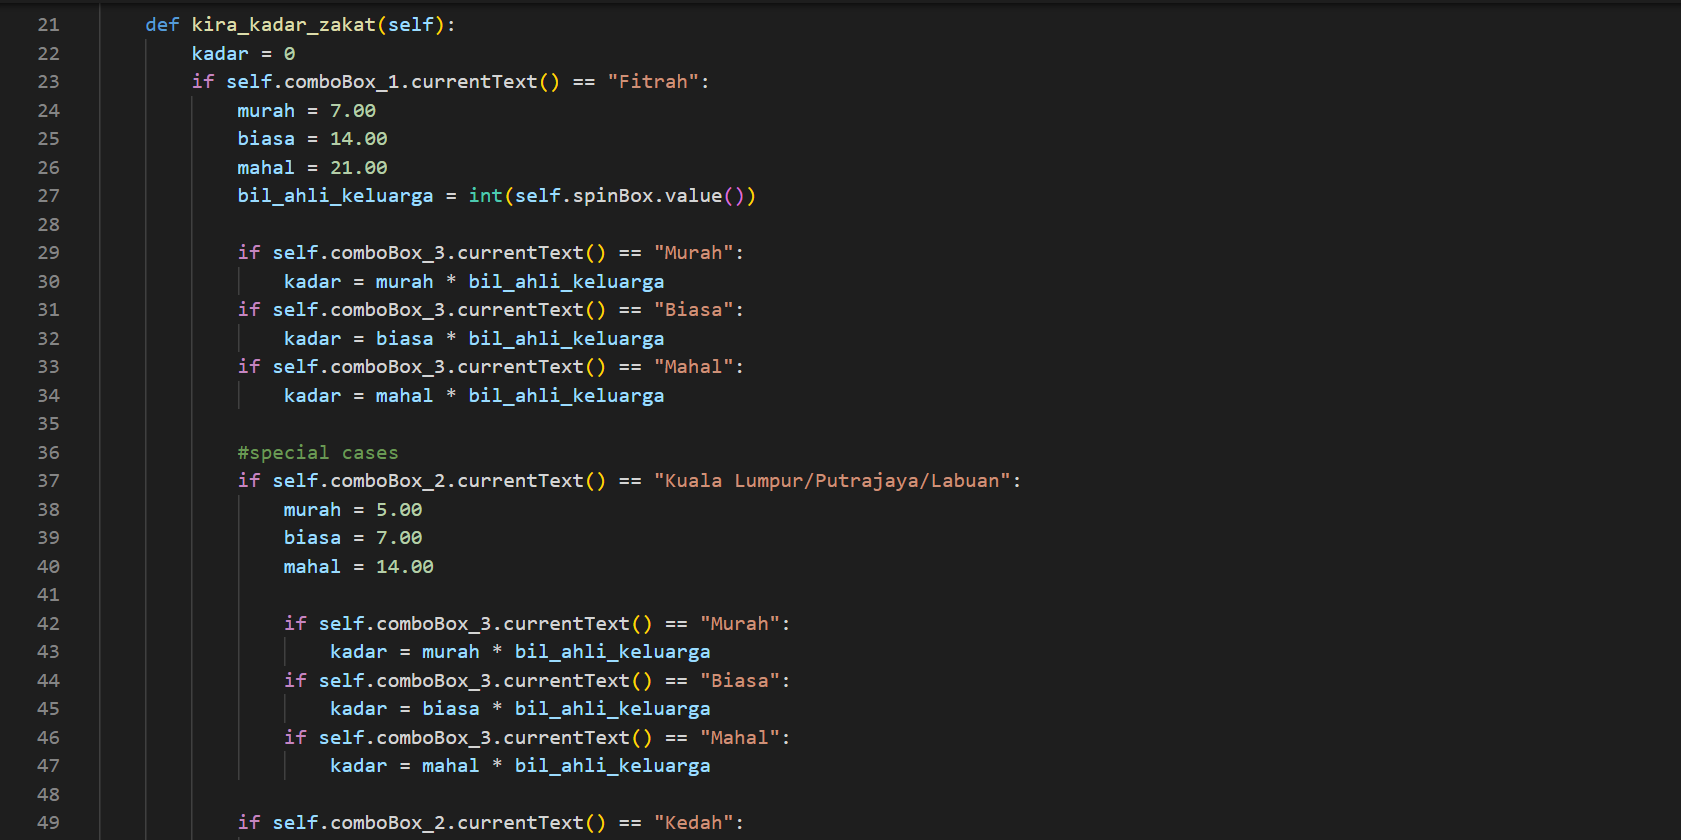 21 def kira_kadar_zakat(self):
22 kadar = 0
23 if self.comboBox_1.currentText() == "Fitrah":
24 murah = 7.00
25 biasa = 14.00
26 mahal = 21.00
27 bil_ahli_keluarga = int(self.spinBox.value())
28
29 if self.comboBox_3.currentText() == "Murah":
30 kadar = murah * bil_ahli_keluarga
31 if self.comboBox_3.currentText() == "Biasa":
32 kadar = biasa * bil_ahli_keluarga
33 if self.comboBox_3.currentText() == "Mahal":
34 kadar = mahal * bil_ahli_keluarga
35
36 #special cases
37 if self.comboBox_2.currentText() == "Kuala Lumpur/Putrajaya/Labuan":
38 murah = 5.00
39 biasa = 7.00
40 mahal = 14.00
41
42 if self.comboBox_3.currentText() == "Murah":
43 kadar = murah * bil_ahli_keluarga
44 if self.comboBox_3.currentText() == "Biasa":
45 kadar = biasa * bil_ahli_keluarga
46 if self.comboBox_3.currentText() == "Mahal":
47 kadar = mahal * bil_ahli_keluarga
48
49 if self.comboBox_2.currentText() == "Kedah":